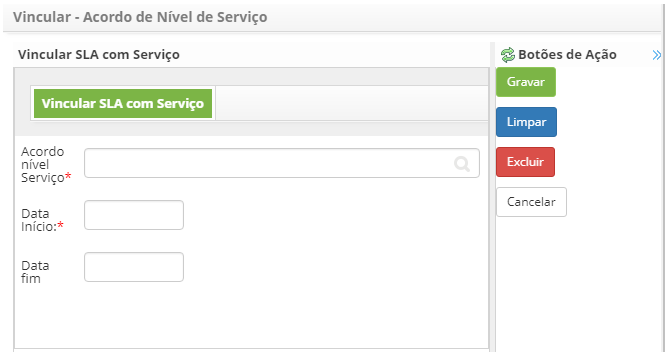 Vincular - Acordo de Nível de Serviço
Vincular SLA com Serviço
Vincular SLA com Serviço
Acordo
nível
Serviço*
Data
Início:*
Data
fim
Botões de Ação
Gravar
Limpar
Excluir
Cancelar